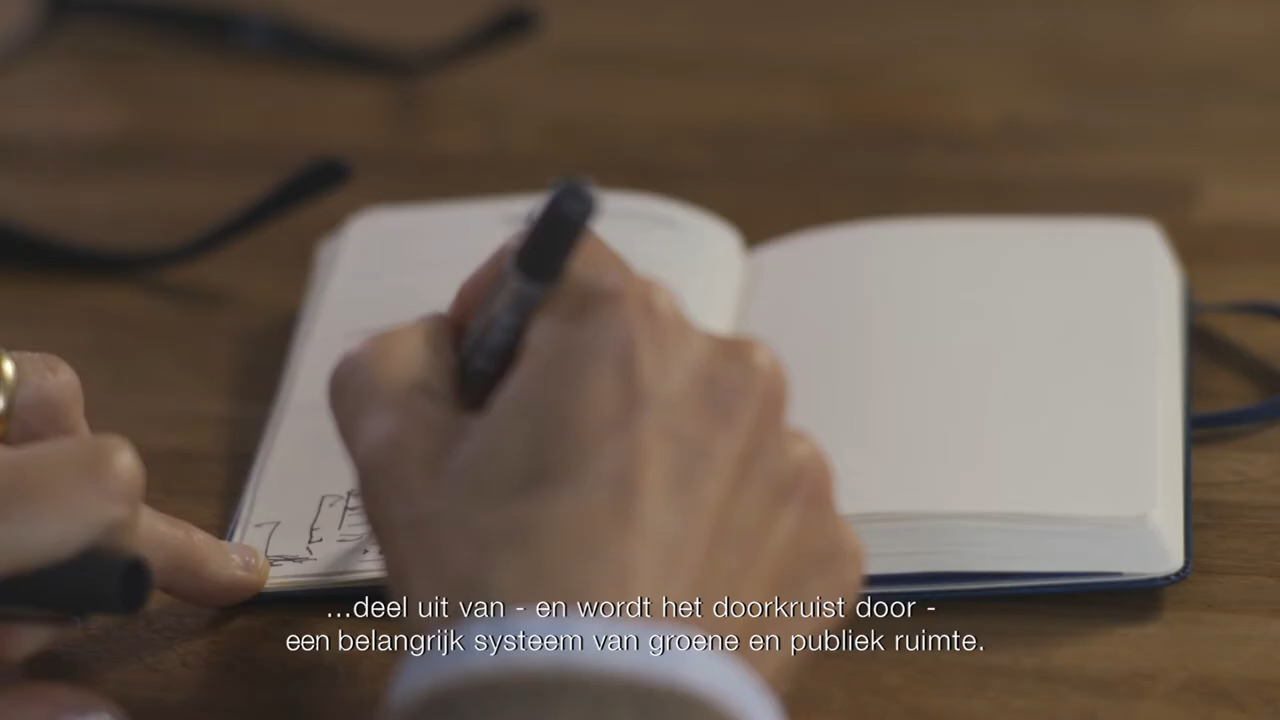 ...deel uit van - en wordt het doorkruist door -
een belangrijk systeem van groene en publiek ruimte.